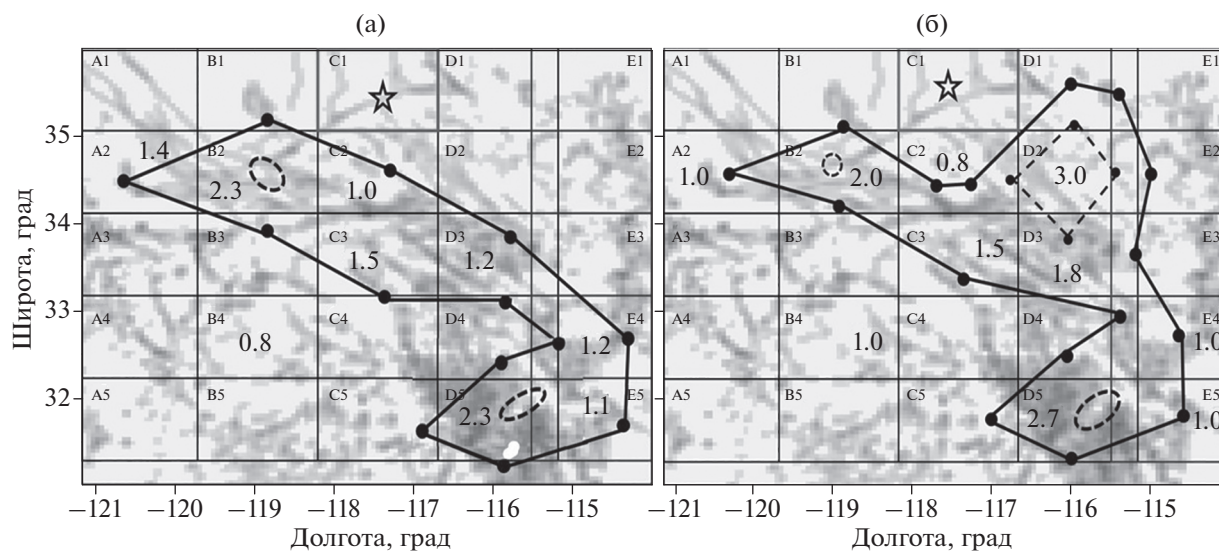 (а)
(б)
A1 B1 C1 D1 E1
A1 B1 C1 D1 E1
35
35
A2 1.4 B2 2.3 C2 1.0 D2 E2
A2 1.0 B2 2.0 C2 0.8 D2 3.0 E2
34
34
A3 B3 C3 1.5 D3 1.2 E3
A3 B3 C3 1.5 D3 1.8 E3
33
33
A4 B4 0.8 C4 D4 1.2 E4
A4 B4 1.0 C4 D4 E4 1.0
32
32
A5 B5 C5 D5 2.3 1.1 E5
A5 B5 C5 D5 2.7 E5 1.0
Широта, град
−121 −120 −119 −118 −117 −116 −115
−121 −120 −119 −118 −117 −116 −115
Долгота, град
Долгота, град